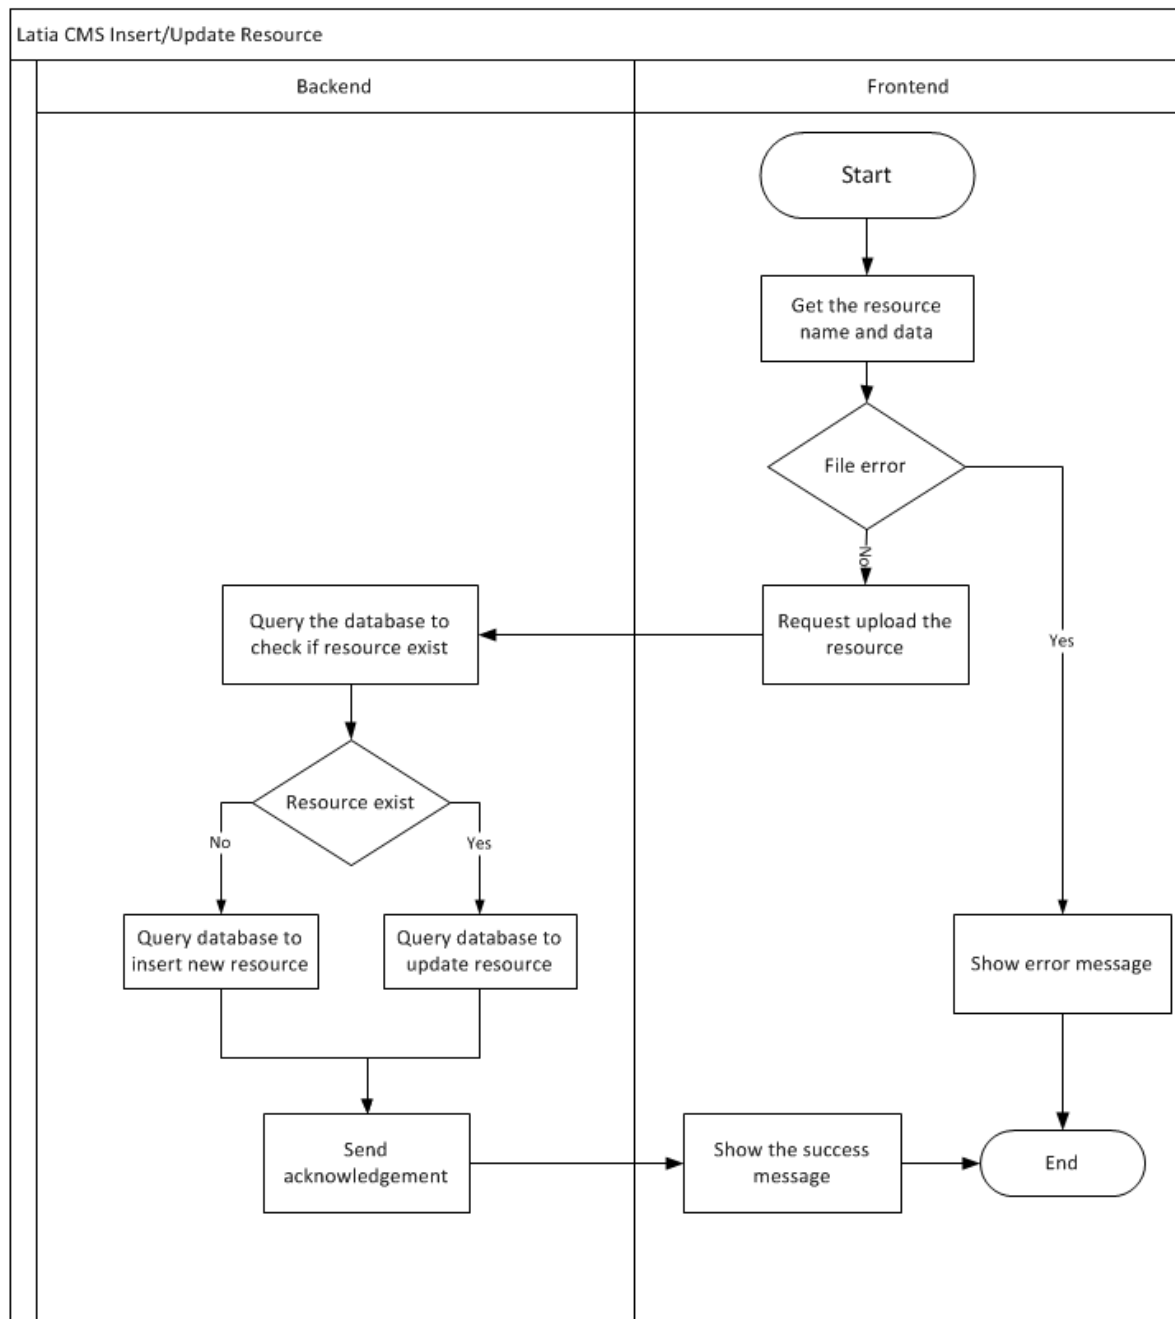 Latia CMS Insert/Update Resource
Backend
Frontend
Start
Get the resource
name and data
File error
No
Yes
Request upload the
resource
Query the database to
check if resource exist
Resource exist
No
Yes
Query database to
insert new resource
Query database to
update resource
Show error message
Send
acknowledgement
Show the success
message
End